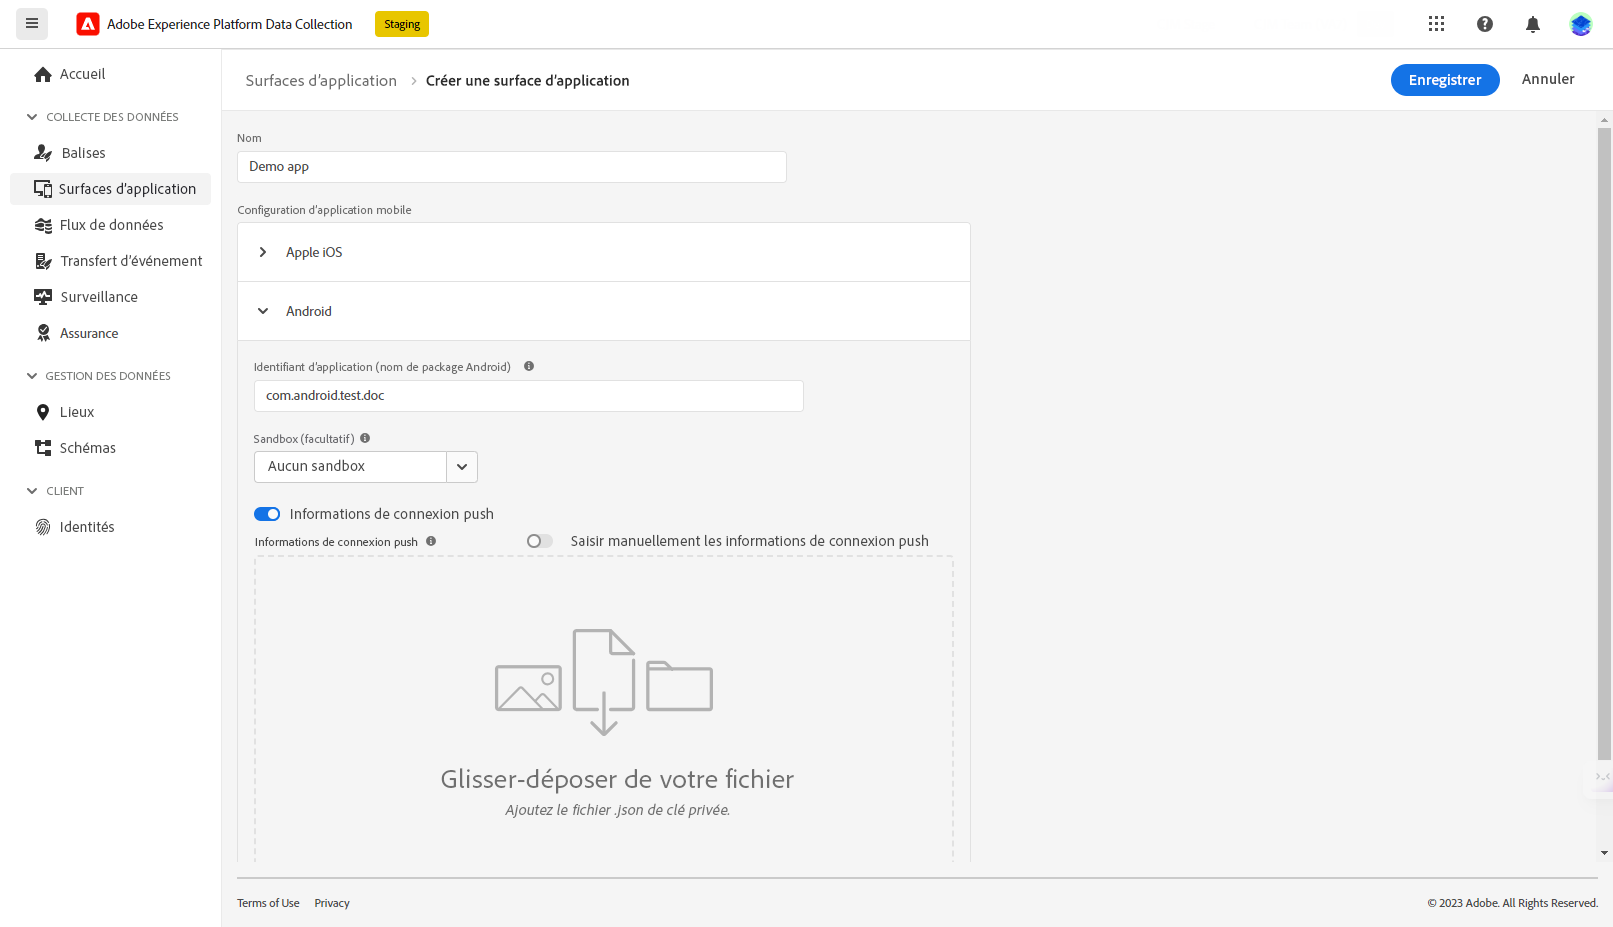 Adobe Experience Platform Data Collection
Staging
Accueil
COLLECTE DES DONNÉES
Balises
Surfaces d'application
Flux de données
Transfert d'événement
Surveillance
Assurance
GESTION DES DONNÉES
Lieux
Schémas
CLIENT
Identités
Surfaces d'application > Créer une surface d'application
Enregistrer
Annuler
Nom
Demo app
Configuration d'application mobile
Apple iOS
Android
Identifiant d'application (nom de package Android)
com.android.test.doc
Sandbox (facultatif)
Aucun sandbox
Informations de connexion push
Informations de connexion push
Saisir manuellement les informations de connexion push
Glisser-déposer de votre fichier
Ajoutez le fichier .json de clé privée.
Terms of Use
Privacy
© 2023 Adobe. All Rights Reserved.